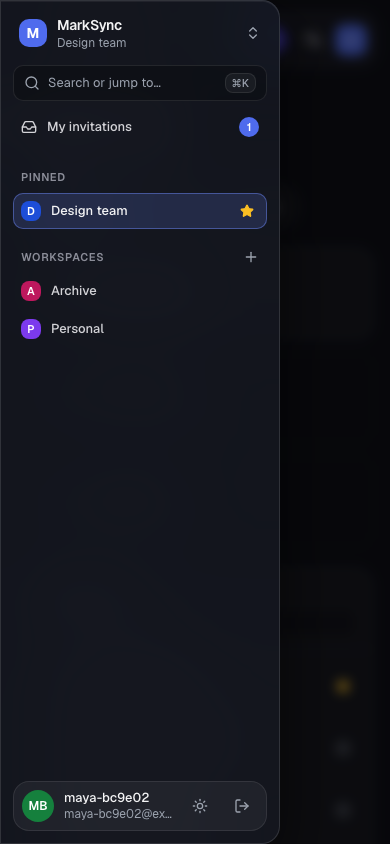 M
MarkSync
Design team
Search or jump to…
⌘K
My invitations
1
PINNED
D
Design team
WORKSPACES
A
Archive
P
Personal
MB
maya-bc9e02
maya-bc9e02@ex…